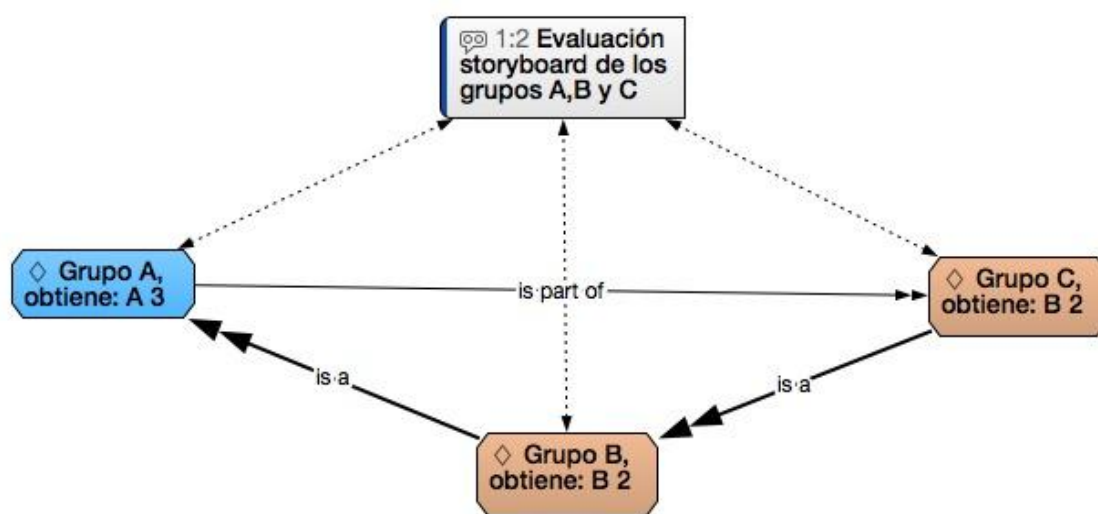 1:2 Evaluación
storyboard de los
grupos A,B y C
◇ Grupo A,
obtiene: A 3
is part of
◇ Grupo C,
obtiene: B 2
is a
is a
◇ Grupo B,
obtiene: B 2